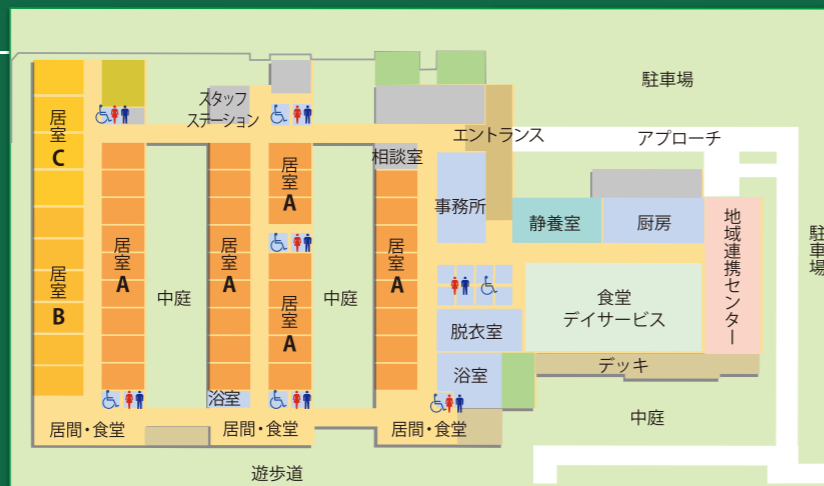 駐車場
スタッフ
ステーション
エントランス
アプローチ
居室
C
相談室
居室
A
事務所
静養室
厨房
地域連携センター
駐車場
居室
A
居室
A
居室
A
居室
B
中庭
中庭
居室
A
食堂
デイサービス
脱衣室
デッキ
浴室
浴室
中庭
居間・食堂
居間・食堂
居間・食堂
遊歩道